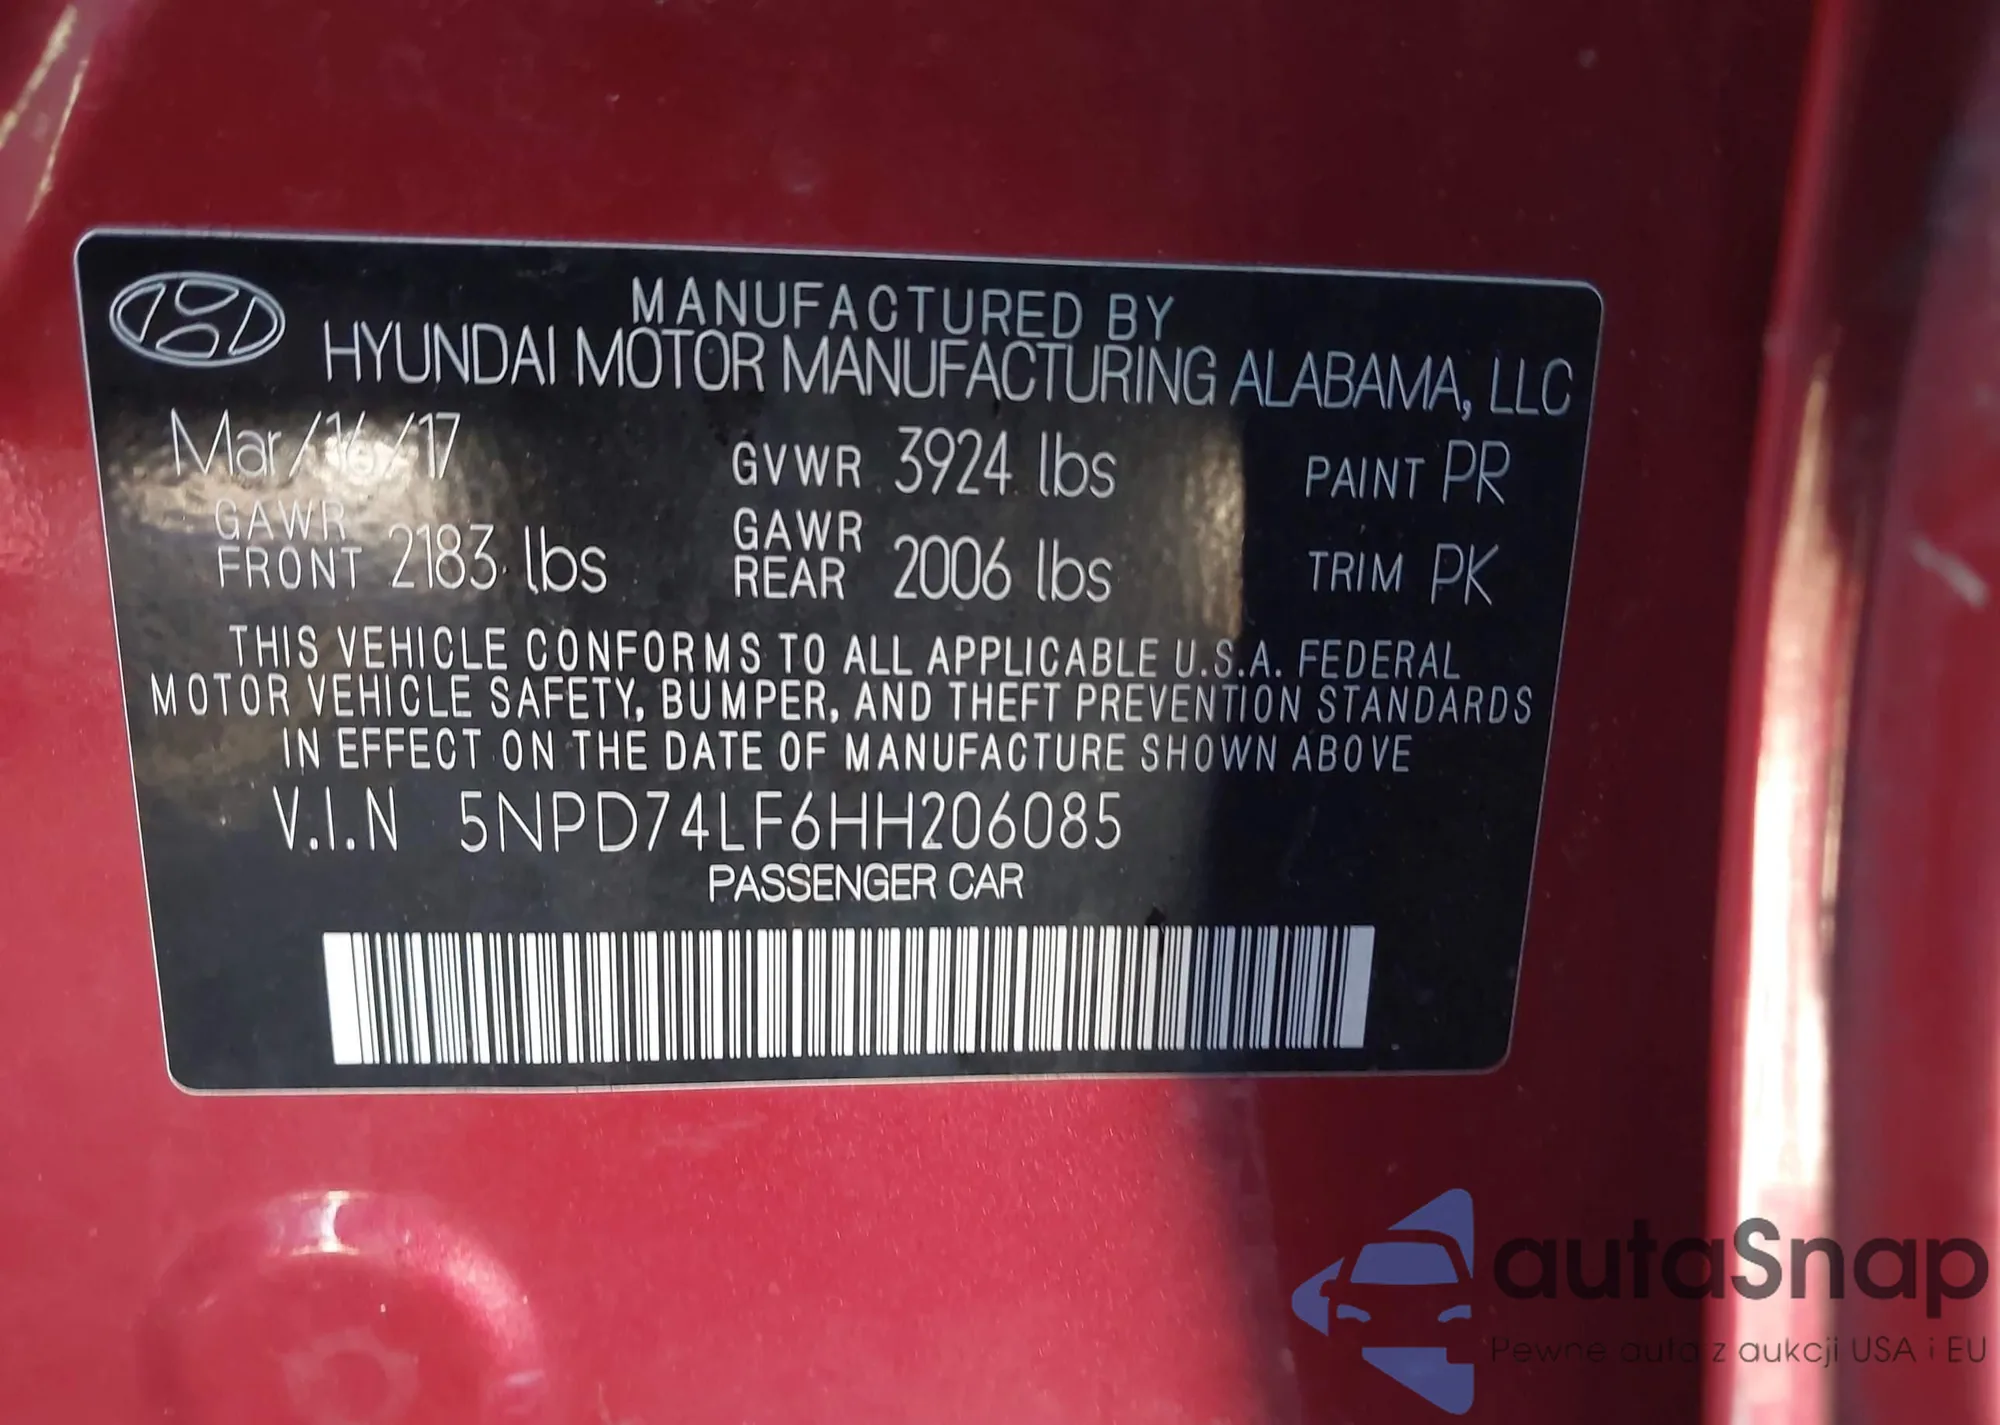 MANUFACTURED BY
HYUNDAI MOTOR MANUFACTURING ALABAMA, LLC
Mar/16/17 GVWR 3924 lbs PAINT PR
GAWR FRONT 2183 lbs GAWR REAR 2006 lbs TRIM PK
THIS VEHICLE CONFORMS TO ALL APPLICABLE U.S.A. FEDERAL
MOTOR VEHICLE SAFETY, BUMPER, AND THEFT PREVENTION STANDARDS
IN EFFECT ON THE DATE OF MANUFACTURE SHOWN ABOVE
V.I.N 5NPD74LF6HH206085
PASSENGER CAR
autaSnap
Pewne auta z aukcji USA i EU